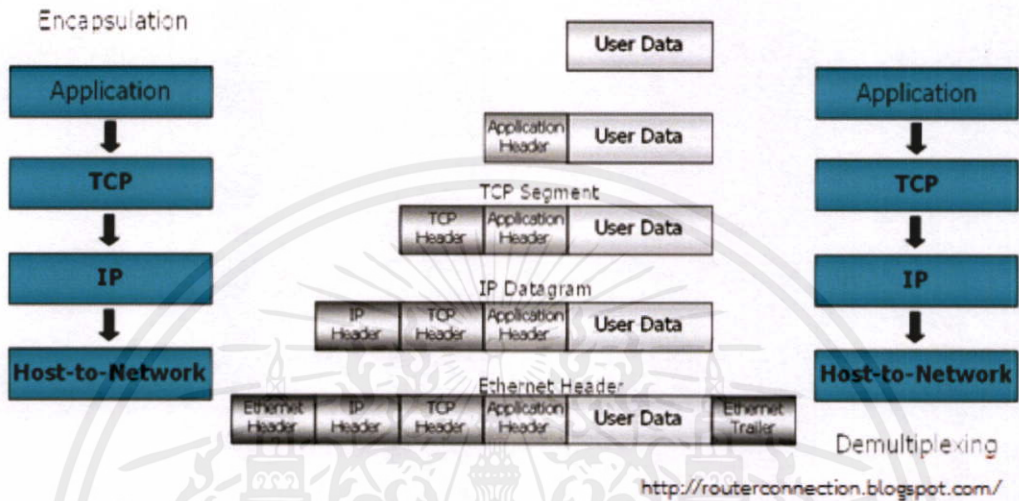 Encapsulation
Application
TCP
IP
Host-to-Network
User Data
Application Header
User Data
TCP Segment
TCP Header
Application Header
User Data
IP Datagram
IP Header
TCP Header
Application Header
User Data
Ethernet Header
Ethernet Header
IP Header
TCP Header
Application Header
User Data
Ethernet Trailer
Application
TCP
IP
Host-to-Network
Demultiplexing
http://routerconnection.blogspot.com/